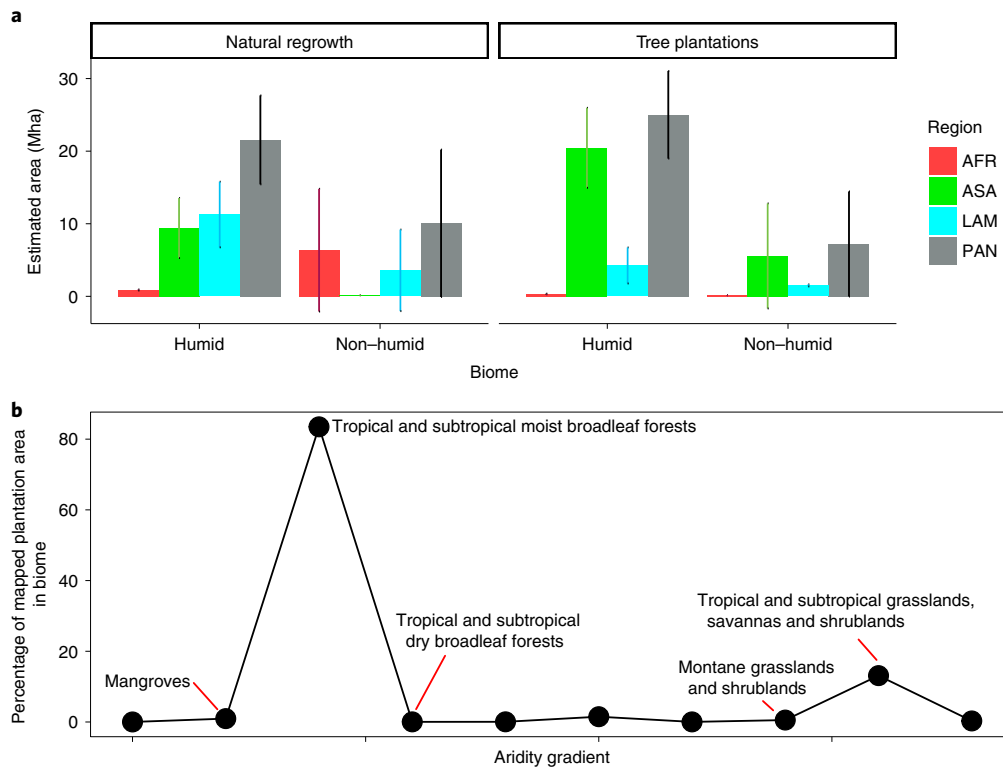 a
Natural regrowth
Tree plantations
Estimated area (Mha)
30
20
10
0
Humid
Non–humid
Humid
Non–humid
Biome
Region
AFR
ASA
LAM
PAN
b
Percentage of mapped plantation area
in biome
80
60
40
20
0
Tropical and subtropical moist broadleaf forests
Mangroves
Tropical and subtropical
dry broadleaf forests
Tropical and subtropical grasslands,
savannas and shrublands
Montane grasslands
and shrublands
Aridity gradient